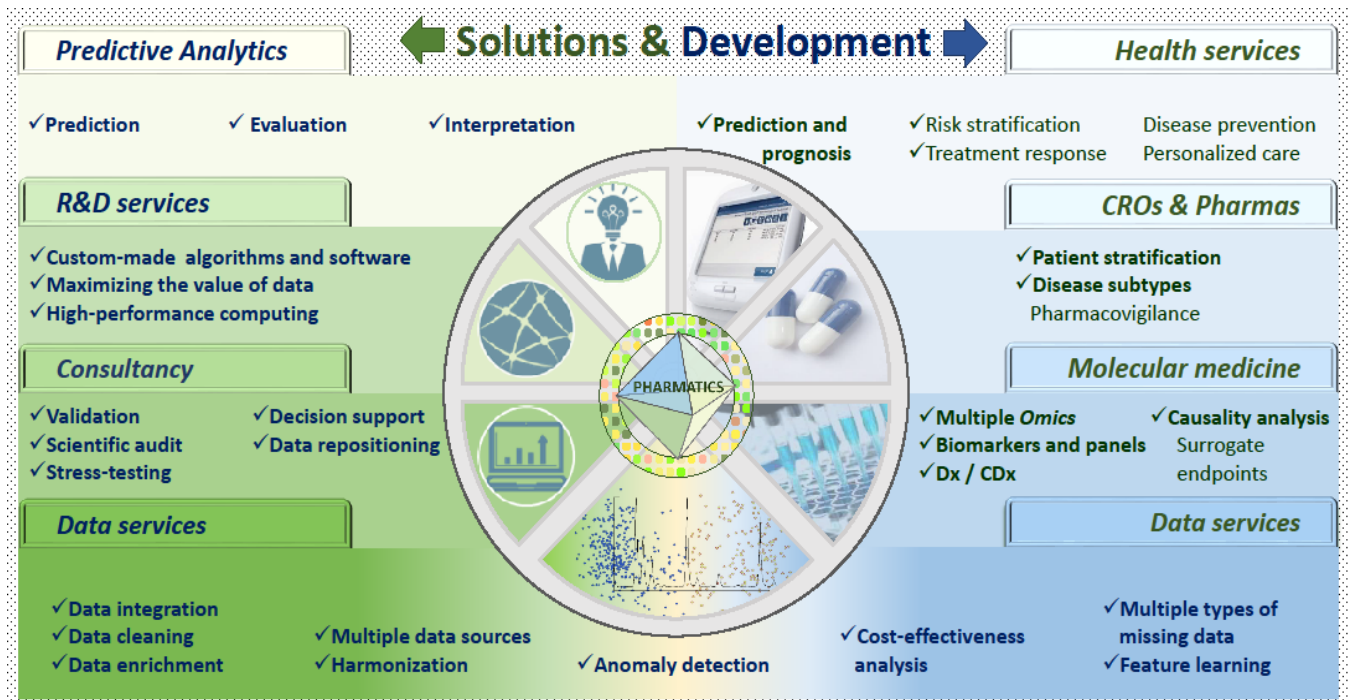 Solutions & Development
Predictive Analytics
✓Prediction
✓ Evaluation
✓Interpretation
R&D services
✓Custom-made algorithms and software
✓Maximizing the value of data
✓High-performance computing
Consultancy
✓Validation
✓Scientific audit
✓Stress-testing
✓Decision support
✓Data repositioning
Data services
✓Data integration
✓Data cleaning
✓Data enrichment
✓Multiple data sources
✓Harmonization
✓Anomaly detection
PHARMATICS
Health services
✓Prediction and
prognosis
✓Risk stratification
✓Treatment response
Disease prevention
Personalized care
CROs & Pharmas
✓Patient stratification
✓Disease subtypes
Pharmacovigilance
Molecular medicine
✓Multiple Omics
✓Biomarkers and panels
✓Dx / CDx
✓Causality analysis
Surrogate
endpoints
Data services
✓Cost-effectiveness
analysis
✓Multiple types of
missing data
✓Feature learning